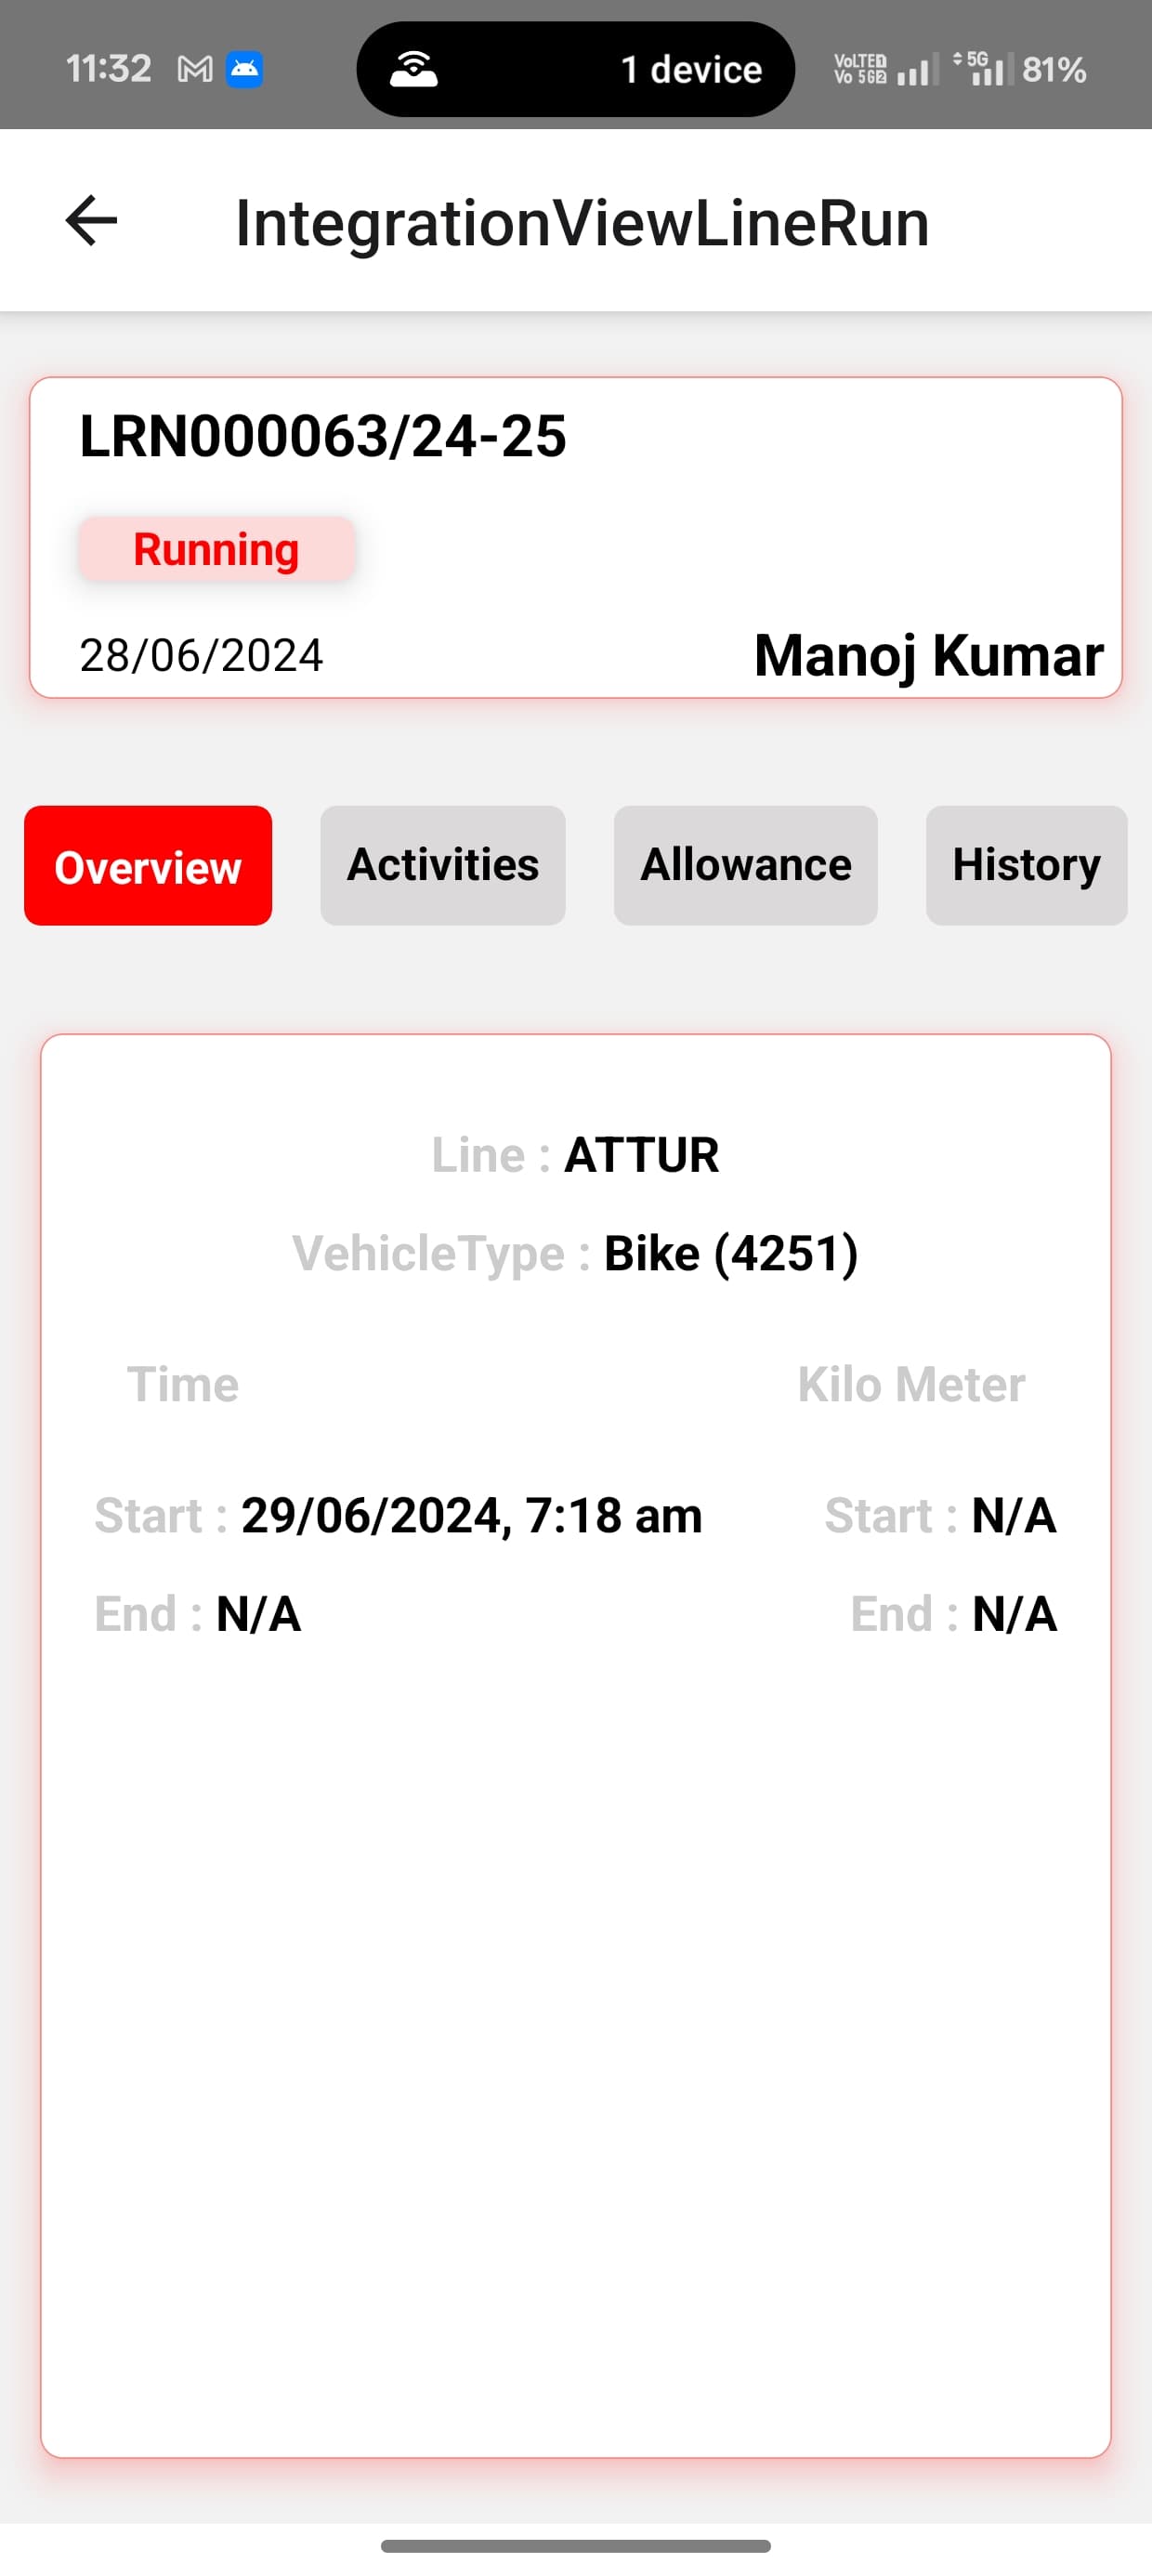 11:32 1 device VoLTE1 Vo 5G2 5G 81%
IntegrationViewLineRun
LRN000063/24-25
Running
28/06/2024 Manoj Kumar
Overview Activities Allowance History
Line : ATTUR
VehicleType : Bike (4251)
Time Kilo Meter
Start : 29/06/2024, 7:18 am Start : N/A
End : N/A End : N/A